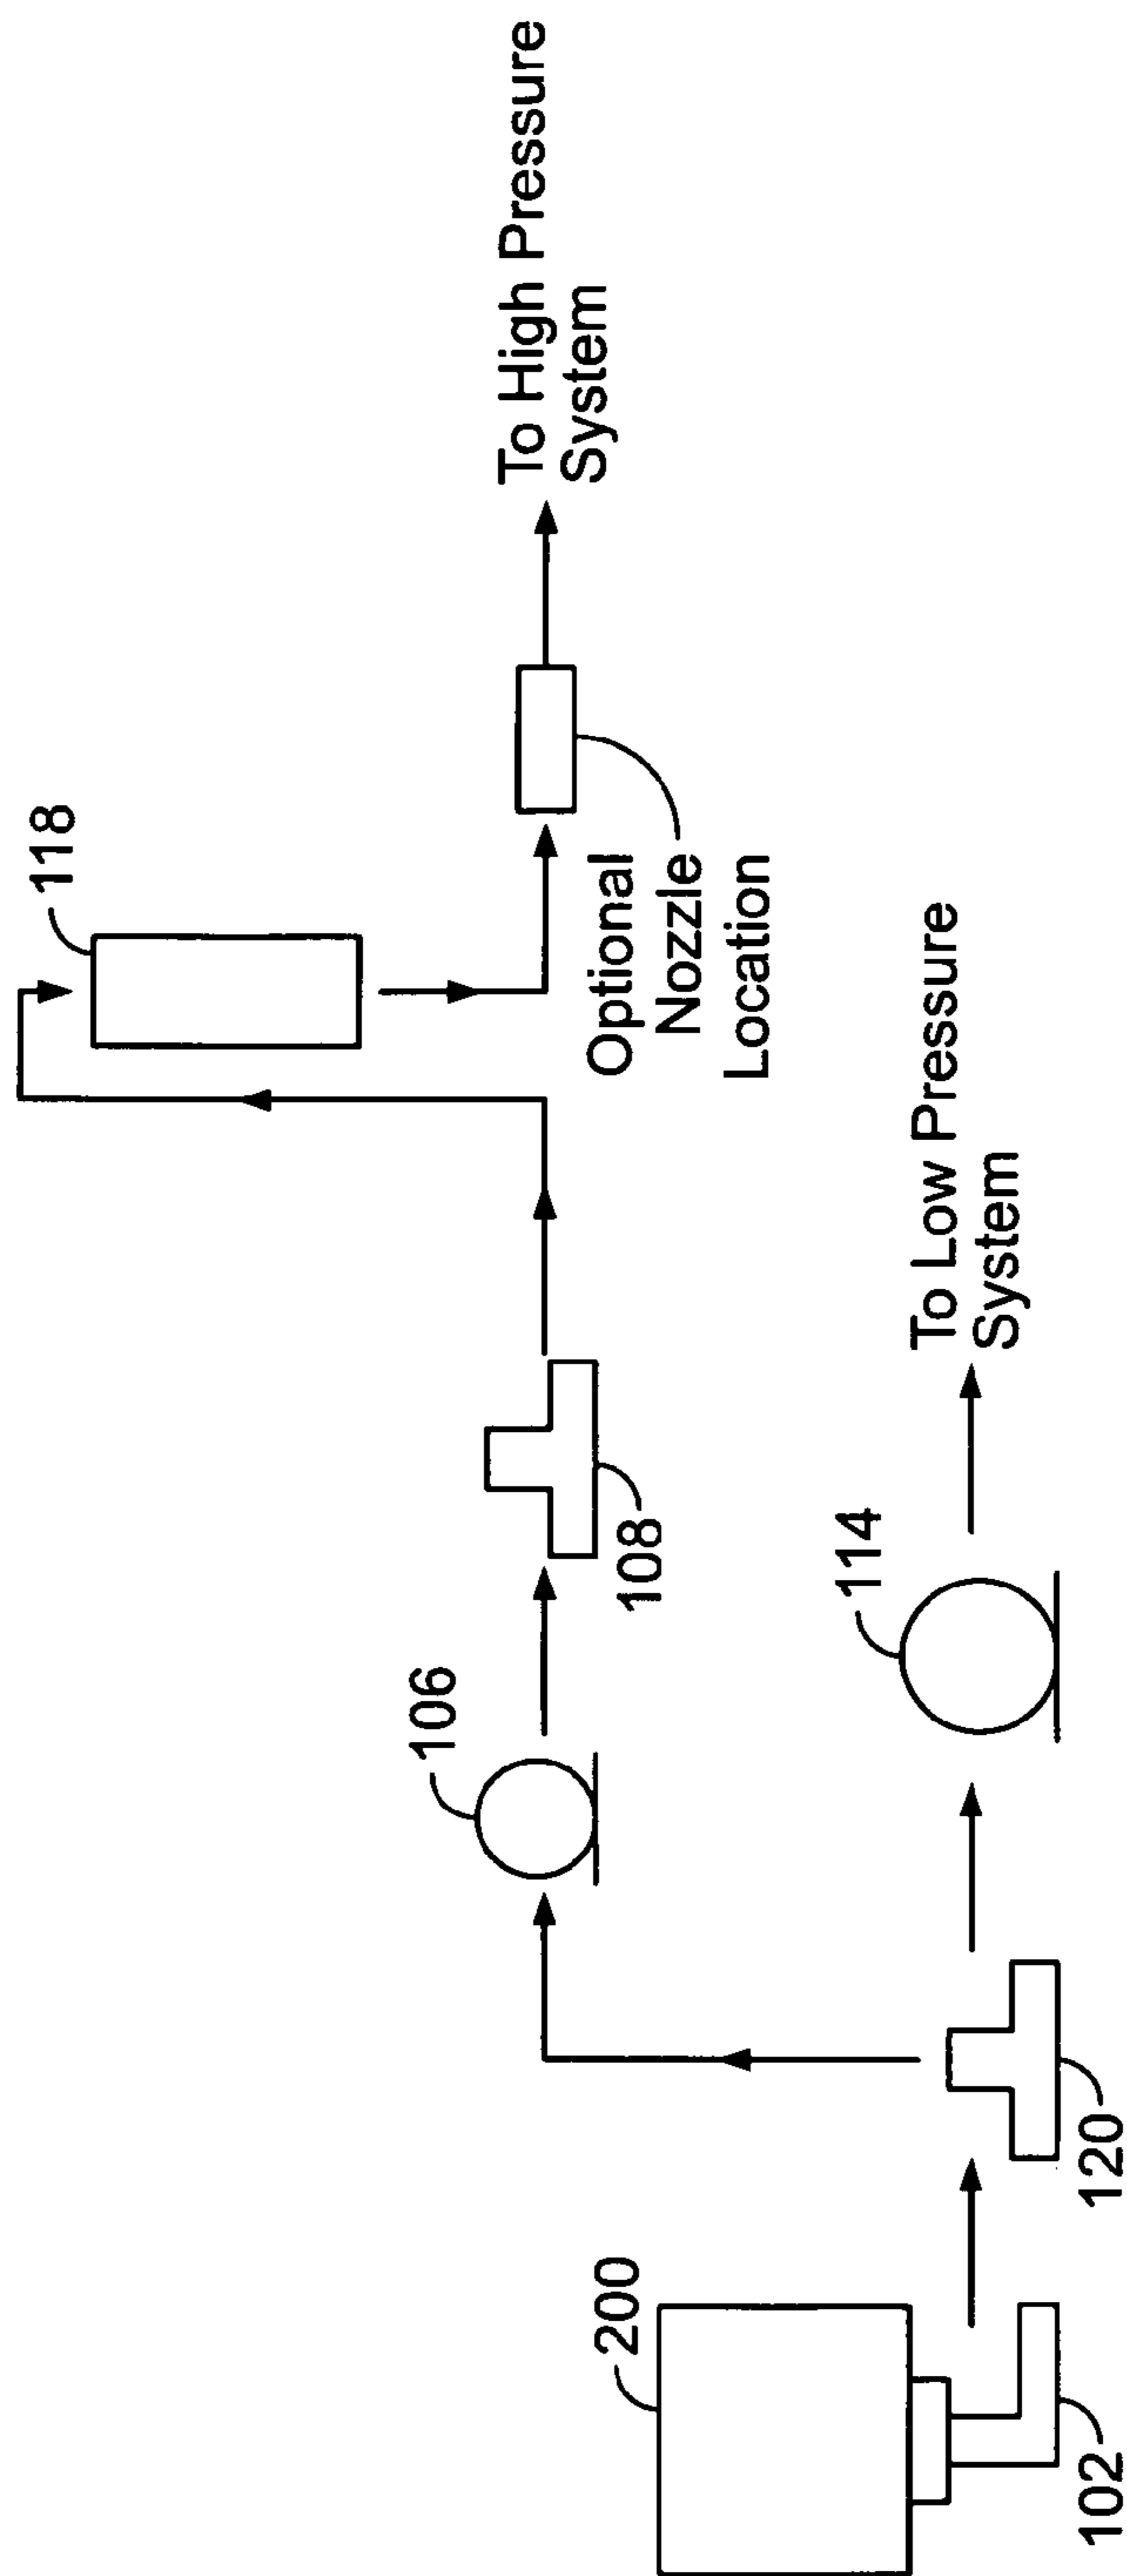 118
To High Pressure
System
Optional
Nozzle
Location
106
108
To Low Pressure
System
114
200
102
120